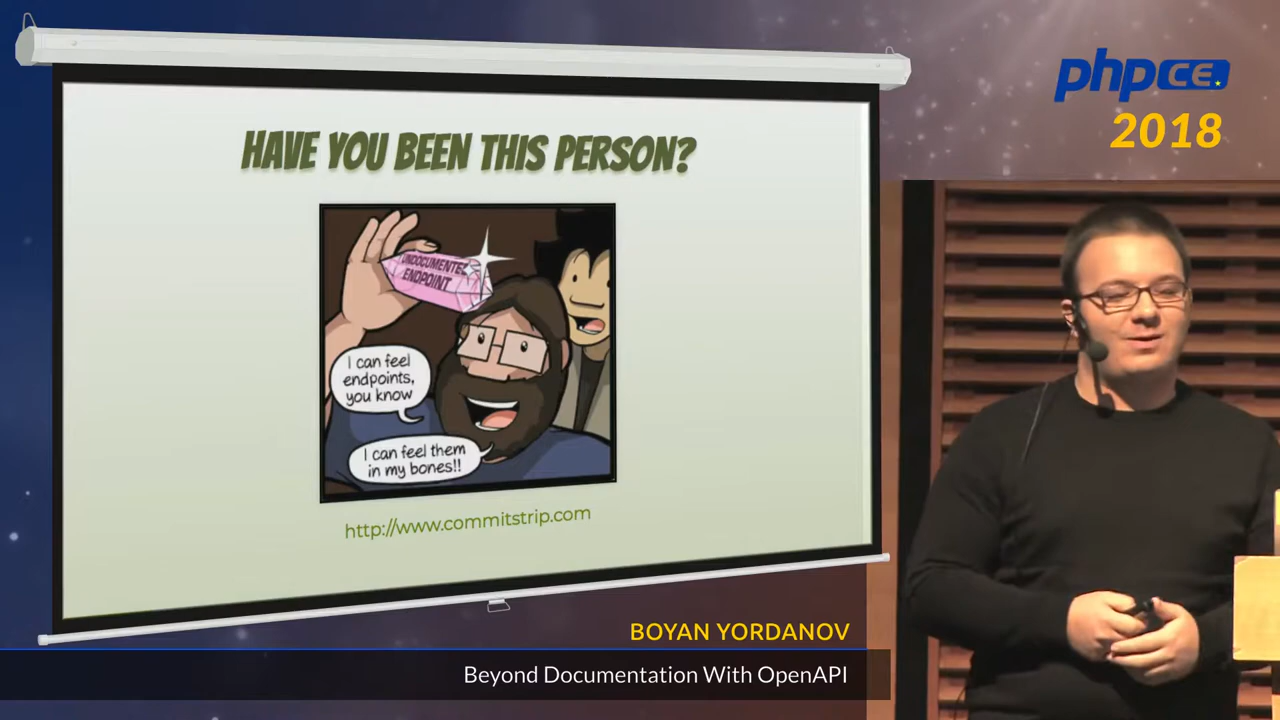 phpce.
2018
HAVE YOU BEEN THIS PERSON?
UNDOCUMENTED
ENDPOINT
I can feel
endpoints,
you know
I can feel them
in my bones!!
http://www.commitstrip.com
BOYAN YORDANOV
Beyond Documentation With OpenAPI